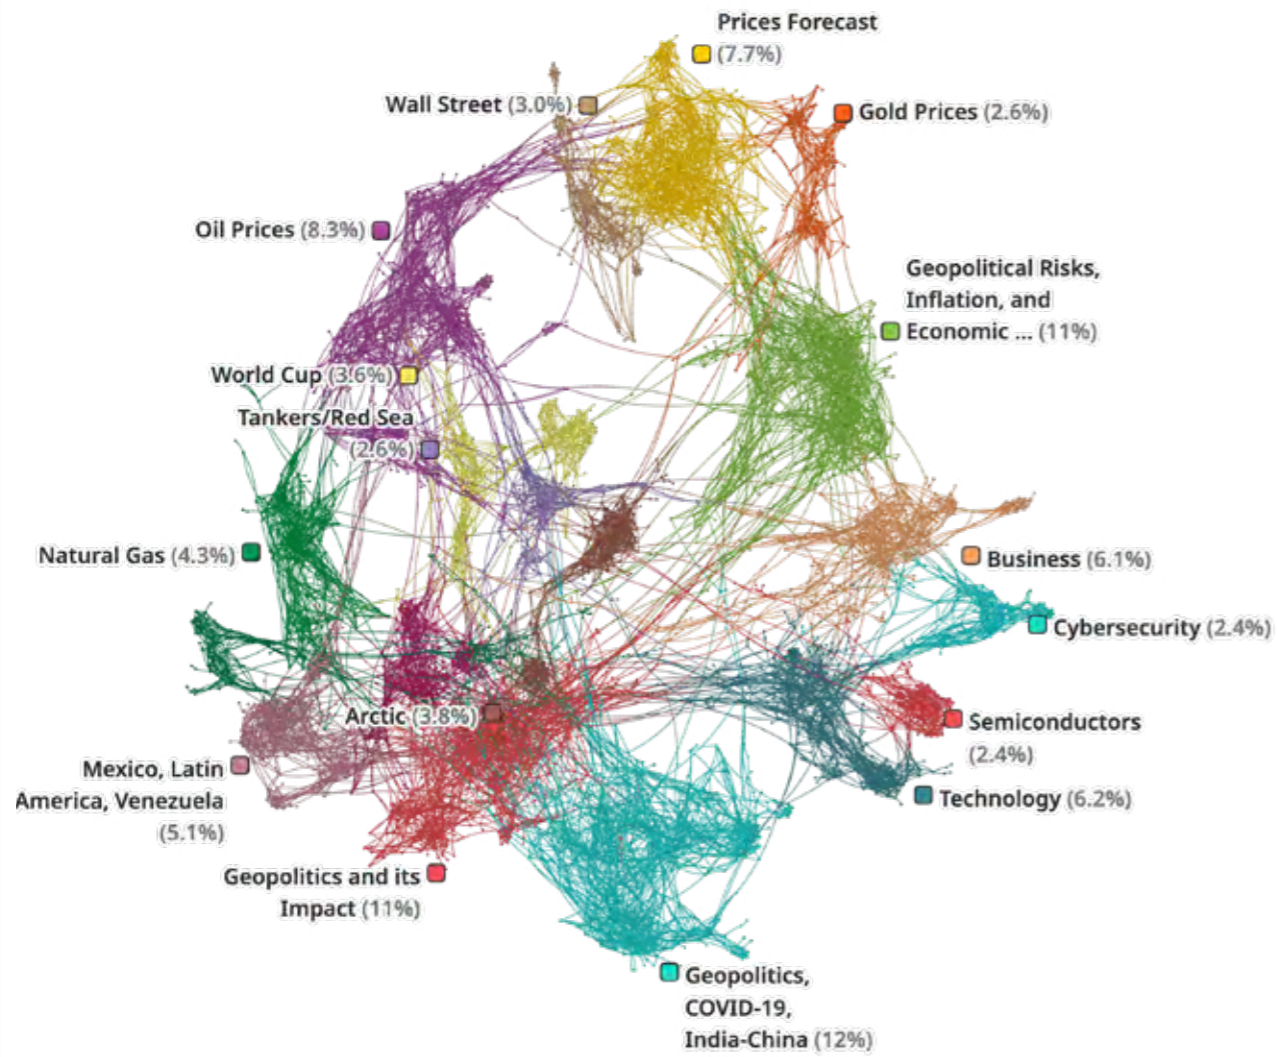 Prices Forecast
(7.7%)
Wall Street (3.0%)
Gold Prices (2.6%)
Oil Prices (8.3%)
Geopolitical Risks,
Inflation, and
Economic ... (11%)
World Cup (3.6%)
Tankers/Red Sea
(2.6%)
Natural Gas (4.3%)
Business (6.1%)
Cybersecurity (2.4%)
Arctic (3.8%)
Semiconductors
(2.4%)
Mexico, Latin
America, Venezuela
(5.1%)
Technology (6.2%)
Geopolitics and its
Impact (11%)
Geopolitics,
COVID-19,
India-China (12%)